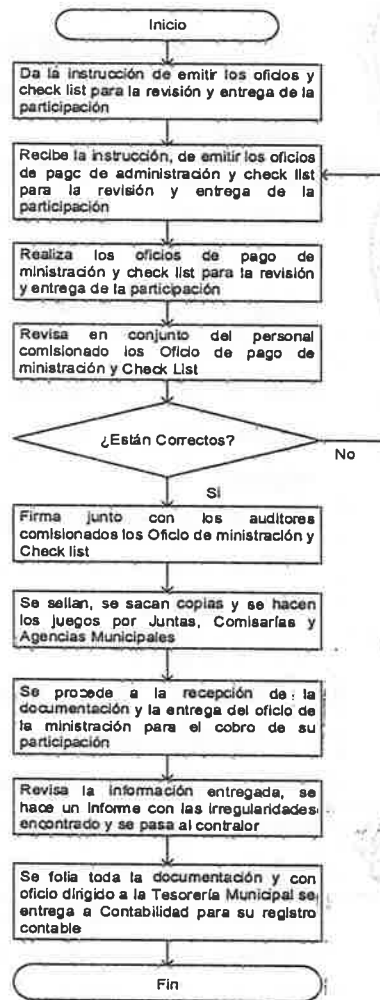 Inicio
Da la instrucción de emitir los oficios y
check list para la revisión y entrega de la
participación
Recibe la instrucción, de emitir los oficios
de pago de administración y check list
para la revisión y entrega de la
participación
Realiza los oficios de pago de
ministración y check list para la revisión
y entrega de la participación
Revisa en conjunto del personal
comisionado los Oficio de pago de
ministración y Check List
¿Están Correctos?
No
Si
Firma junto con los auditores
comisionados los Oficio de ministración y
Check list
Se sellan, se sacan copias y se hacen
los juegos por Juntas, Comisarías y
Agencias Municipales
Se procede a la recepción de la
documentación y la entrega del oficio de
la ministración para el cobro de su
participación
Revisa la información entregada, se
hace un Informe con las irregularidades
encontrado y se pasa al contralor
Se folia toda la documentación y con
oficio dirigido a la Tesorería Municipal se
entrega a Contabilidad para su registro
contable
Fin